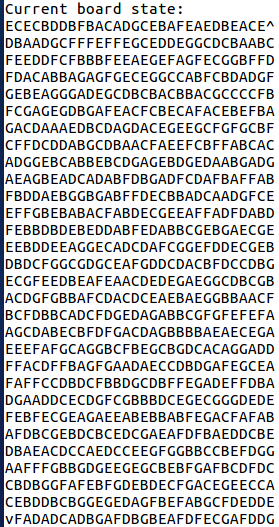 Current board state:
ECECBDDBFBACADGCEBAFEAEDBEACE^
DBAADGCFFFEFFEGCEDDEGGCDCBAABC
FEEDDFCFBBBFEEAEGEFAGFECGGBFFD
FDACABBAGAGFGECEGGCCABFCBDADGF
GEBEAGGGADEGCDBCBACBBACGCCCCFB
FCGAGEGDBGAFEACFCBECAFACEBEFBA
GACDAAAEDBCDAGDACEGEEGCFGFGCBF
CFFDCDDABGCDBAACFAEEFCBFFABCAC
ADGGEBCABBEBCDGAGEBDGEDAABGADG
AEAGBEADCADABFDBGADFCDAFBAFFAB
FBDDAEBGGBGABFFDECBBADCAADGFCE
EFFGBEBABACFABDECGEEAFFADFDABD
FEBBDBDEBEDDABFEDABBCGEBGAECGE
EEBDDEEAGGECADCDAFCGGEFDDECGEB
DBDCFGGCGDGCEAFGDDCDACBFDCCDBG
ECGFEEDBEAFEAACDEDEGAEGGCDBCGB
ACDGFGBBAFCDACDCEAEBAEGGBBAACF
BCFDBBCADCFDGEDAGABBCGFGFEFEFA
AGCDABECBFDFGACDAGBBBBAEAECEGA
EEEFAFGCAGGBCFBEGCBGDCACAGGADD
FFACDFFBAGFGAADAECCDBDGAFEGCEA
FAFFCCDBDCFBBDGCDBFFEGADEFFDBA
DGAADDCECDGFCGBBBDCEGECGGGDEDE
FEBFECGEAGAEEABEBBABFEGACFAFAB
AFDBCGEBDCBCEDCGAEAFDFBAEDDCBE
DBAEACDCCAEDCCEEGFGGBBCCBEFDGG
AAFFFGBBGDGEEGEGCBEBFGAFBCDFDC
CBDBGGFAFEBFGDEBDECFGACEGEECCA
CEBDDBCBGGEGEDAGFBEFABGCFDEDDE
vFADADCADBGAFDBGBEAFDFECGAFDDG